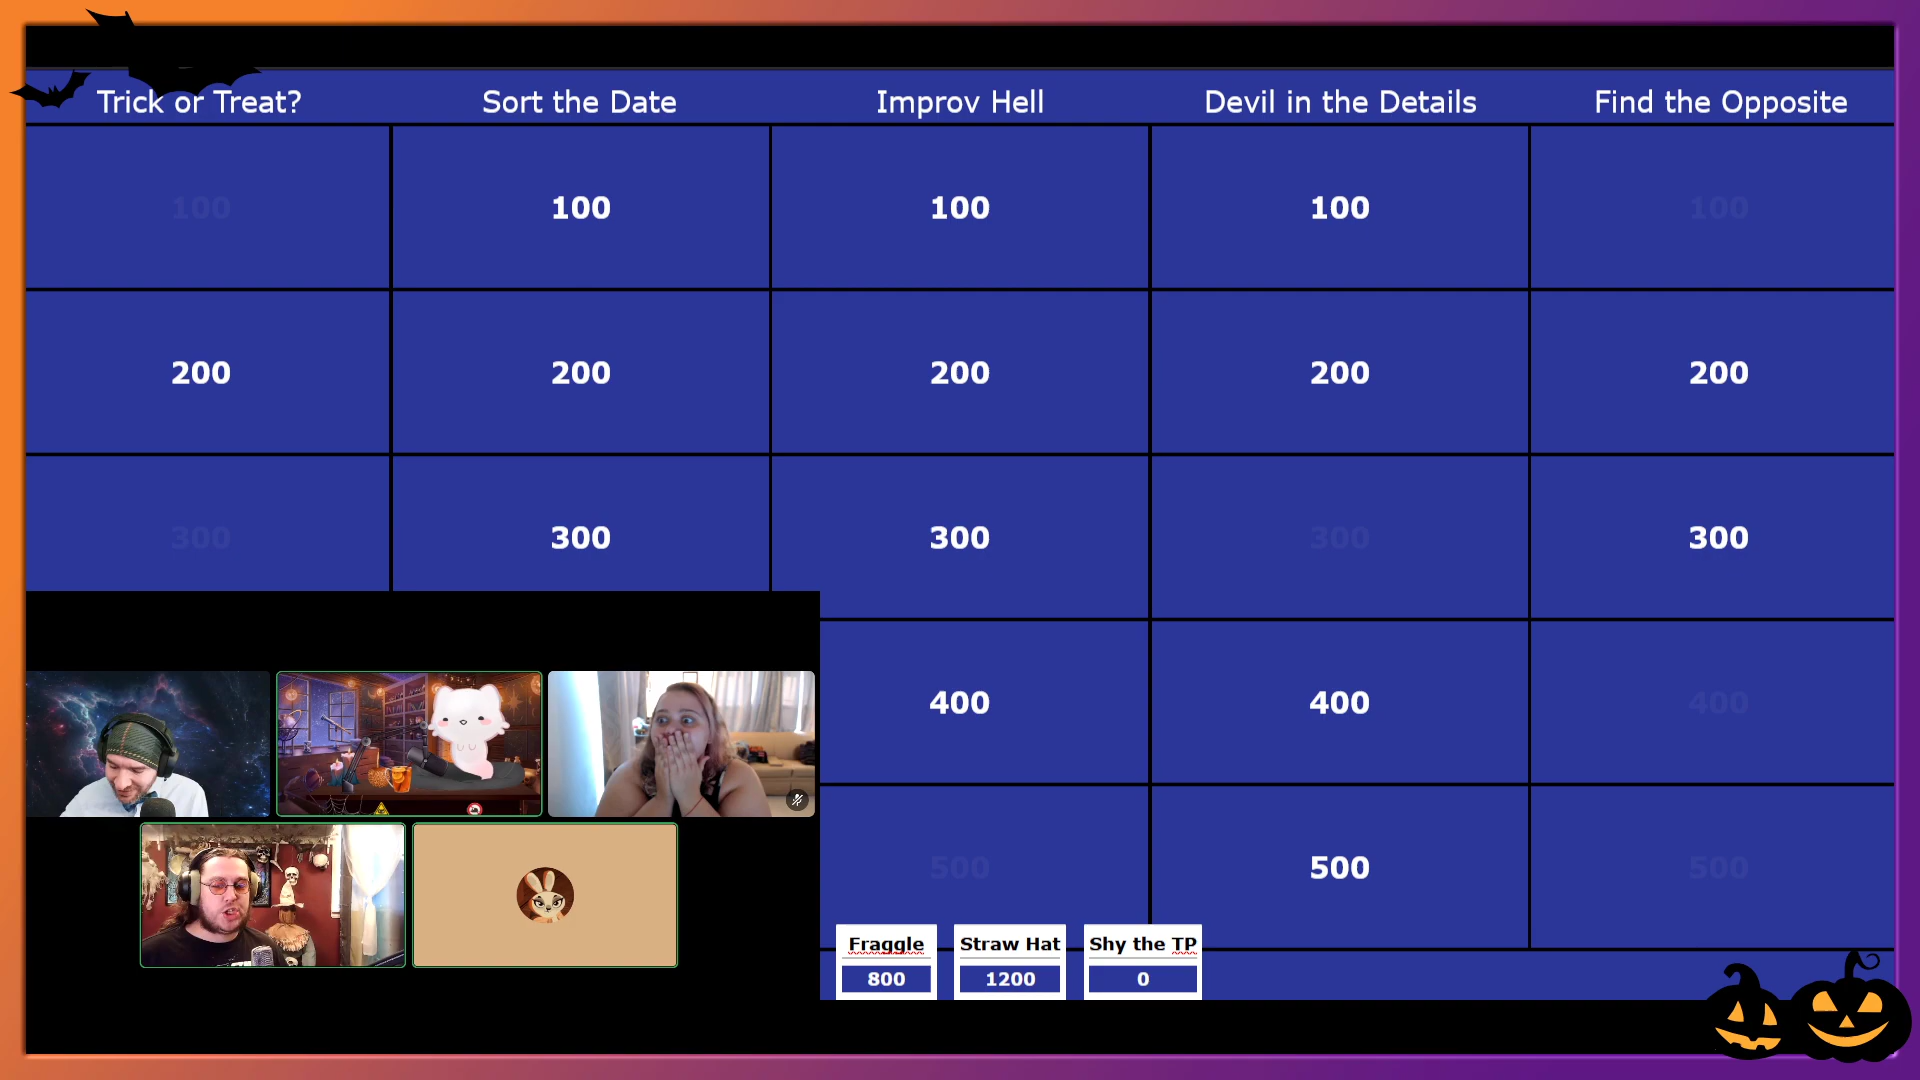 Trick or Treat? Sort the Date Improv Hell Devil in the Details Find the Opposite
100 100 100 100 100
200 200 200 200 200
300 300 300 300 300
400 400 400
500 500 500
Fraggle Straw Hat Shy the TP
800 1200 0